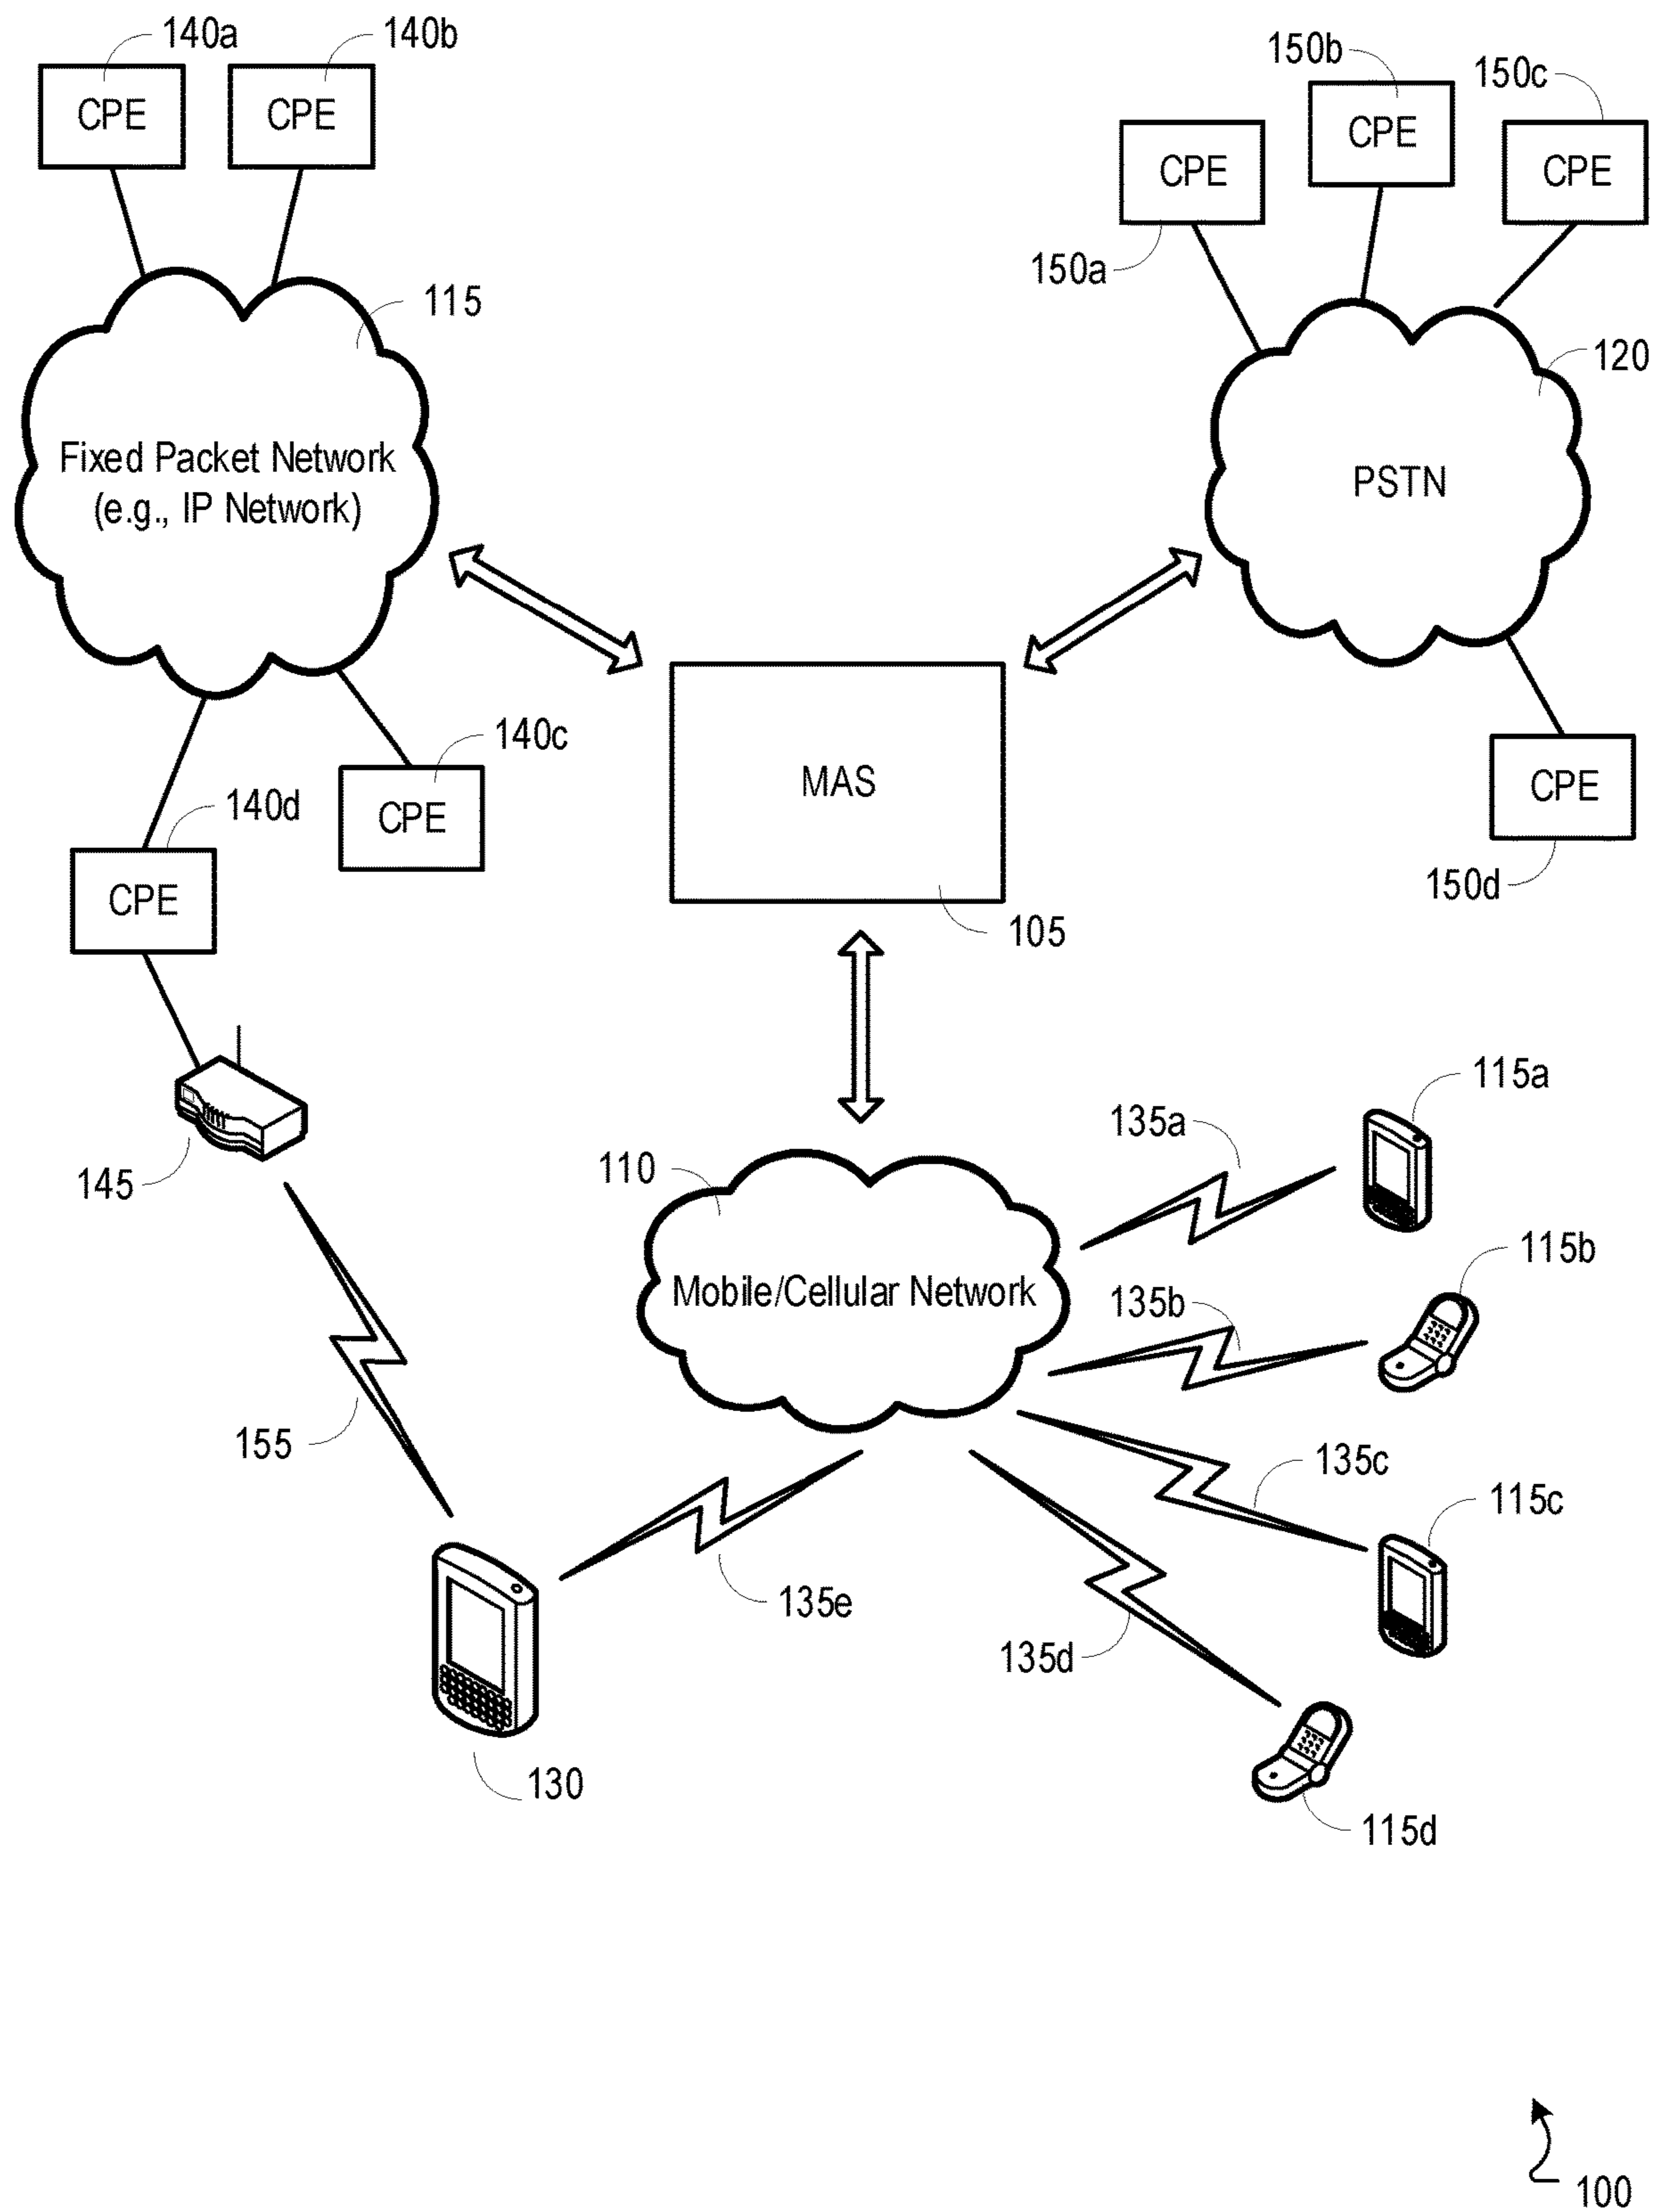 140a
140b
150b
150c
CPE
CPE
CPE
CPE
CPE
150a
115
120
Fixed Packet Network
(e.g., IP Network)
PSTN
140c
MAS
CPE
140d
CPE
150d
CPE
105
115a
135a
145
110
115b
Mobile/Cellular Network
135b
155
135c
115c
135e
135d
130
115d
100